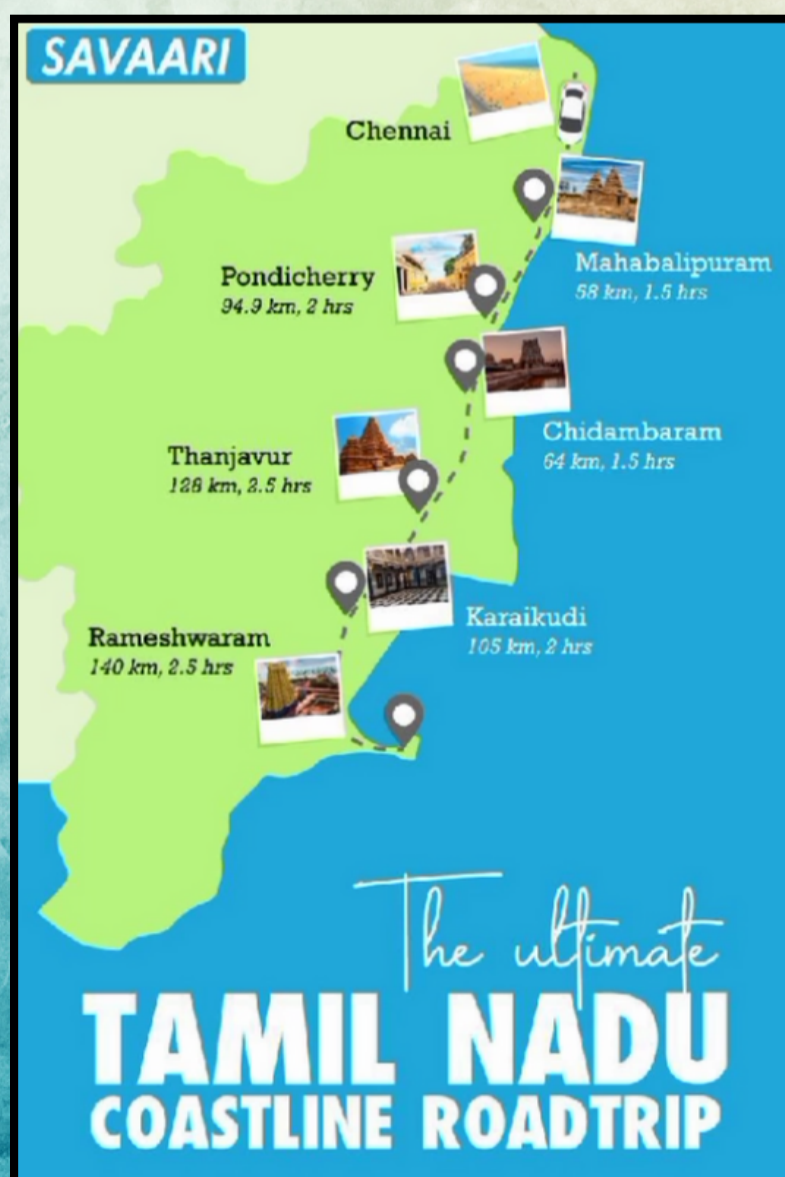 SAVAARI
Chennai
Mahabalipuram
58 km, 1.5 hrs
Pondicherry
94.9 km, 2 hrs
Chidambaram
64 km, 1.5 hrs
Thanjavur
128 km, 2.5 hrs
Karaikudi
105 km, 2 hrs
Rameshwaram
140 km, 2.5 hrs
The ultimate
TAMIL NADU
COASTLINE ROADTRIP